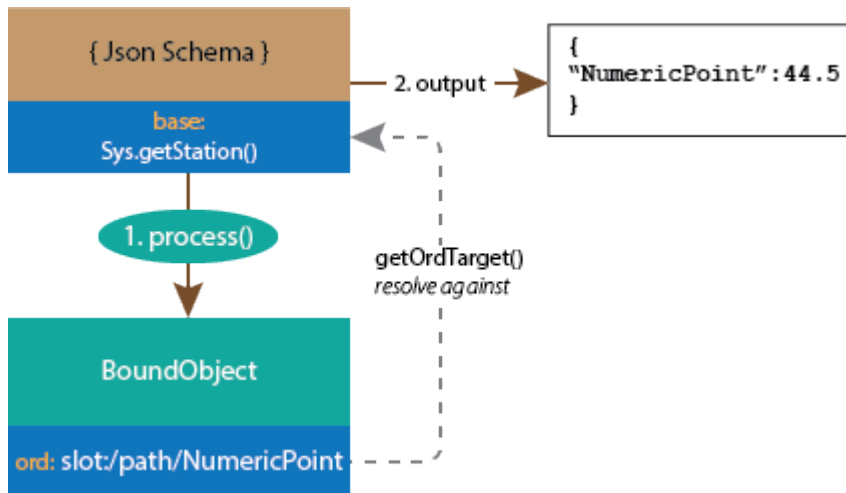 { Json Schema }
base:
Sys.getStation()
2. output
{
“NumericPoint”:44.5
}
1. process()
getOrdTarget()
resolve against
BoundObject
ord: slot:/path/NumericPoint